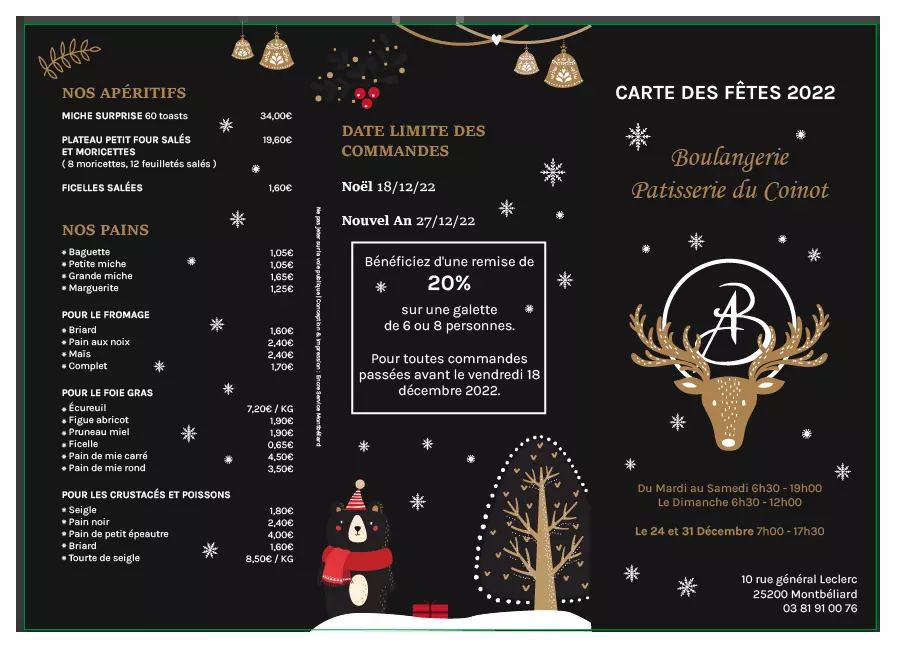 NOS APÉRITIFS
MICHE SURPRISE 60 toasts 34,00€
PLATEAU PETIT FOUR SALÉS 19,60€
ET MORICETTES
( 8 moricettes, 12 feuilletés salés )
FICELLES SALÉES 1,60€
NOS PAINS
Baguette 1,05€
Petite miche 1,05€
Grande miche 1,65€
Marguerite 1,25€
POUR LE FROMAGE
Briard 1,60€
Pain aux noix 2,40€
Maïs 2,40€
Complet 1,70€
POUR LE FOIE GRAS
Écureuil 7,20€ / KG
Figue abricot 1,90€
Pruneau miel 1,90€
Ficelle 0,65€
Pain de mie carré 4,50€
Pain de mie rond 3,50€
POUR LES CRUSTACÉS ET POISSONS
Seigle 1,80€
Pain noir 2,40€
Pain de petit épeautre 4,00€
Briard 1,60€
Tourte de seigle 8,50€ / KG
Ne pas jeter sur la voie publique | Conception & impression : Encre Service Montbéliard
DATE LIMITE DES
COMMANDES
Noël 18/12/22
Nouvel An 27/12/22
Bénéficiez d'une remise de
20%
sur une galette
de 6 ou 8 personnes.
Pour toutes commandes
passées avant le vendredi 18
décembre 2022.
CARTE DES FÊTES 2022
Boulangerie
Patisserie du Coinot
AB
Du Mardi au Samedi 6h30 - 19h00
Le Dimanche 6h30 - 12h00
Le 24 et 31 Décembre 7h00 - 17h30
10 rue général Leclerc
25200 Montbéliard
03 81 91 00 76